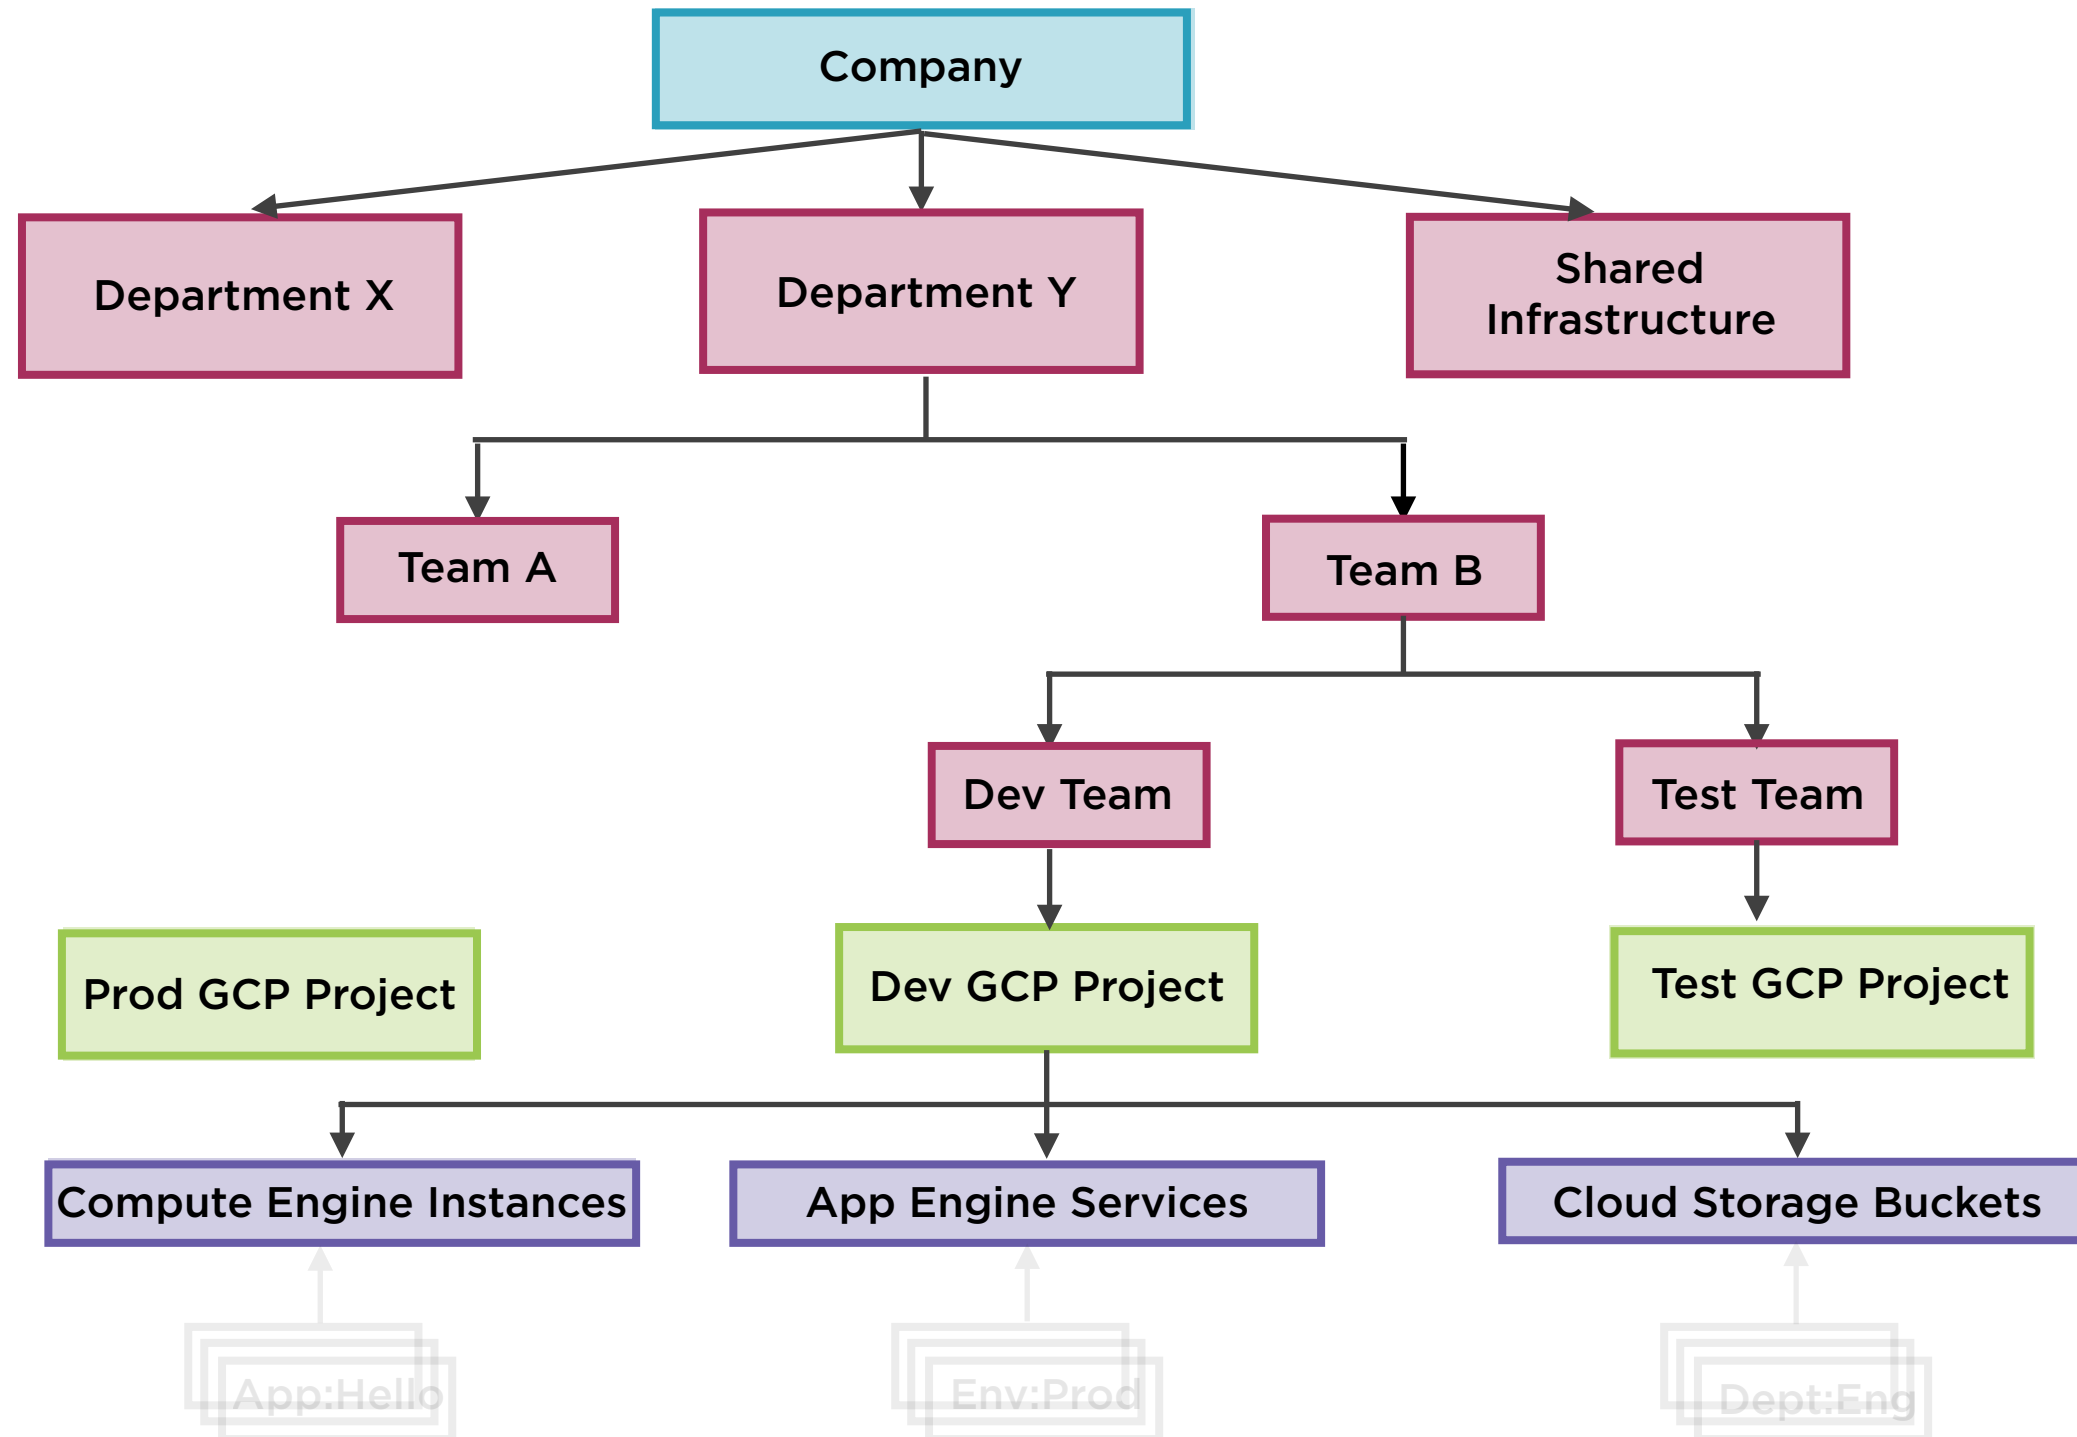 Company
Department X
Department Y
Shared
Infrastructure
Team A
Team B
Dev Team
Test Team
Prod GCP Project
Dev GCP Project
Test GCP Project
Compute Engine Instances
App Engine Services
Cloud Storage Buckets
App:Hello
Env:Prod
Dept:Eng